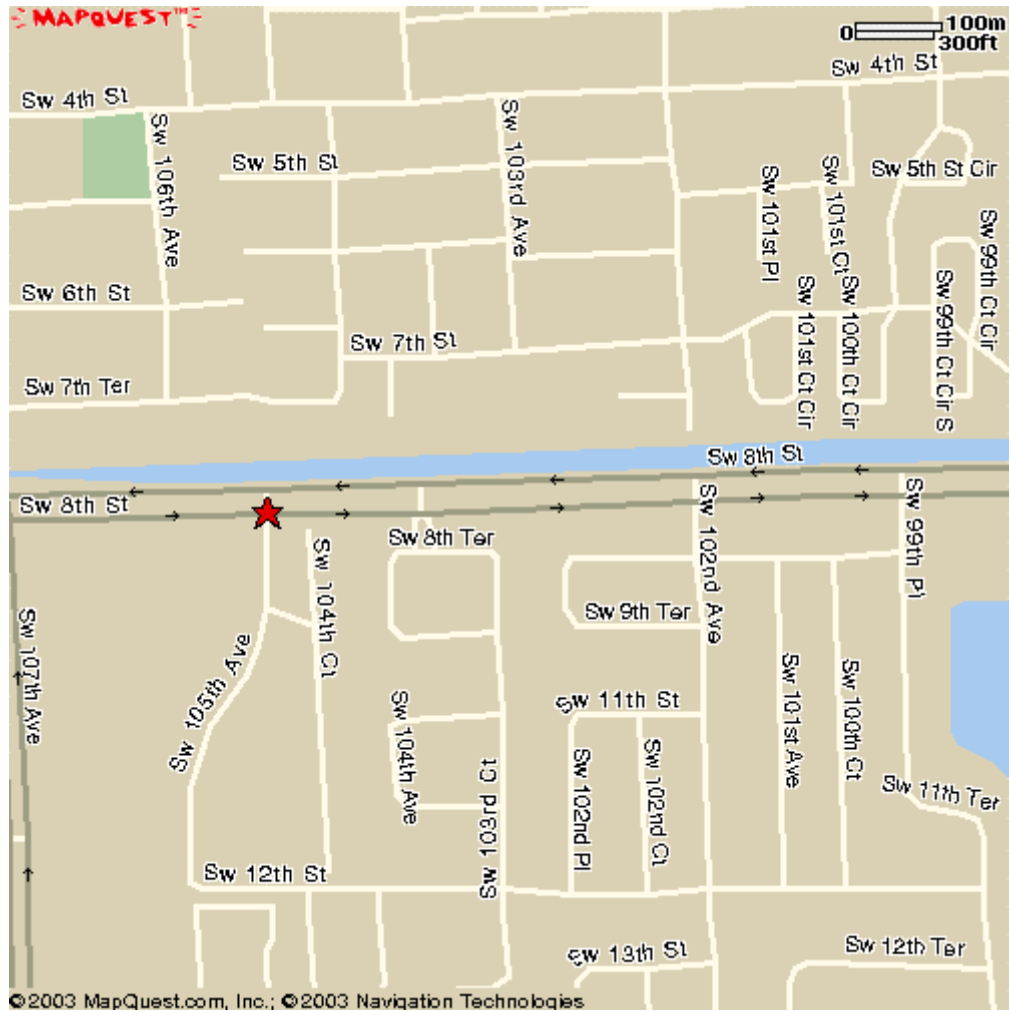 MAPQUEST™
0 100m
300ft
Sw 4th St
Sw 4th St
Sw 106th Ave
Sw 5th St
Sw 103rd Ave
Sw 101st Pl
Sw 101st Ct
Sw 5th St Cir
Sw 99th Ct Cir
Sw 6th St
Sw 7th St
Sw 101st Ct Cir
Sw 100th Ct Cir
Sw 99th Ct Cir S
Sw 7th Ter
Sw 8th St
Sw 8th St
Sw 8th Ter
Sw 104th Ct
Sw 102nd Ave
Sw 99th Pl
Sw 107th Ave
Sw 9th Ter
Sw 105th Ave
Sw 11th St
Sw 104th Ave
Sw 103rd Ct
Sw 102nd Pl
Sw 102nd Ct
Sw 101st Ave
Sw 100th Ct
Sw 11th Ter
Sw 12th St
Sw 13th St
Sw 12th Ter
©2003 MapQuest.com, Inc.; ©2003 Navigation Technologies